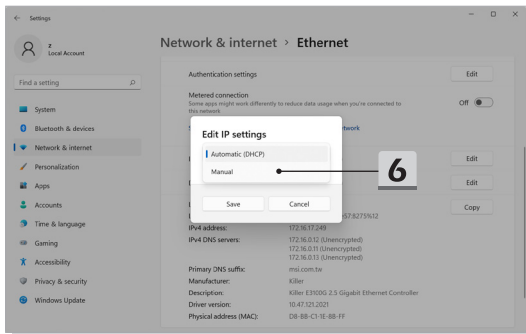 Settings
z
Local Account
Find a setting
System
Bluetooth & devices
Network & internet
Personalization
Apps
Accounts
Time & language
Gaming
Accessibility
Privacy & security
Windows Update
Network & internet > Ethernet
Authentication settings
Edit
Metered connection
Some apps might work differently to reduce data usage when you're connected to
this network
Off
Edit IP settings
Automatic (DHCP)
Manual
6
Save
Cancel
Edit
Edit
Copy
IPv4 address: 172.16.17.249
IPv4 DNS servers: 172.16.0.12 (Unencrypted)
172.16.0.11 (Unencrypted)
172.16.0.13 (Unencrypted)
Primary DNS suffix: msi.com.tw
Manufacturer: Killer
Description: Killer E3100G 2.5 Gigabit Ethernet Controller
Driver version: 10.47.121.2021
Physical address (MAC): D8-BB-C1-1E-8B-FF